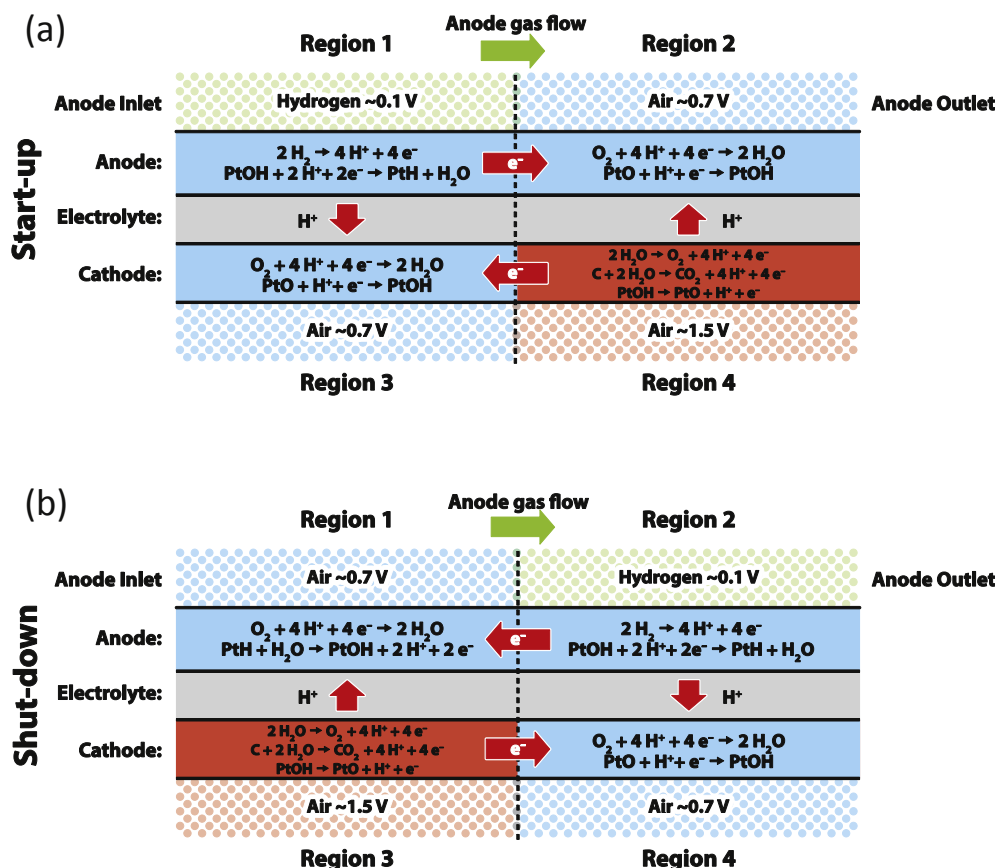 (a)
Anode gas flow
Region 1
Region 2
Anode Inlet
Hydrogen ~0.1 V
Air ~0.7 V
Anode Outlet
Start-up
Anode:
2 H₂ → 4 H⁺ + 4 e⁻
PtOH + 2 H⁺ + 2e⁻ → PtH + H₂O
e⁻
O₂ + 4 H⁺ + 4 e⁻ → 2 H₂O
PtO + H⁺ + e⁻ → PtOH
Electrolyte:
H⁺
H⁺
Cathode:
O₂ + 4 H⁺ + 4 e⁻ → 2 H₂O
PtO + H⁺ + e⁻ → PtOH
e⁻
2 H₂O → O₂ + 4 H⁺ + 4 e⁻
C + 2 H₂O → CO₂ + 4 H⁺ + 4 e⁻
PtOH → PtO + H⁺ + e⁻
Air ~0.7 V
Air ~1.5 V
Region 3
Region 4
(b)
Anode gas flow
Region 1
Region 2
Anode Inlet
Air ~0.7 V
Hydrogen ~0.1 V
Anode Outlet
Shut-down
Anode:
O₂ + 4 H⁺ + 4 e⁻ → 2 H₂O
PtH + H₂O → PtOH + 2 H⁺ + 2 e⁻
e⁻
2 H₂ → 4 H⁺ + 4 e⁻
PtOH + 2 H⁺ + 2e⁻ → PtH + H₂O
Electrolyte:
H⁺
H⁺
Cathode:
2 H₂O → O₂ + 4 H⁺ + 4 e⁻
C + 2 H₂O → CO₂ + 4 H⁺ + 4 e⁻
PtOH → PtO + H⁺ + e⁻
e⁻
O₂ + 4 H⁺ + 4 e⁻ → 2 H₂O
PtO + H⁺ + e⁻ → PtOH
Air ~1.5 V
Air ~0.7 V
Region 3
Region 4